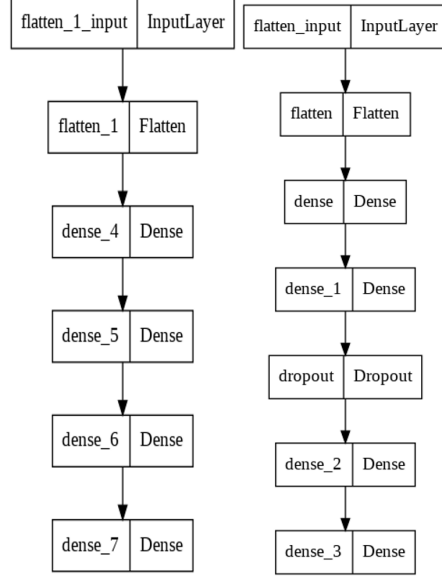 flatten_1_input InputLayer
flatten_1 Flatten
dense_4 Dense
dense_5 Dense
dense_6 Dense
dense_7 Dense
flatten_input InputLayer
flatten Flatten
dense Dense
dense_1 Dense
dropout Dropout
dense_2 Dense
dense_3 Dense